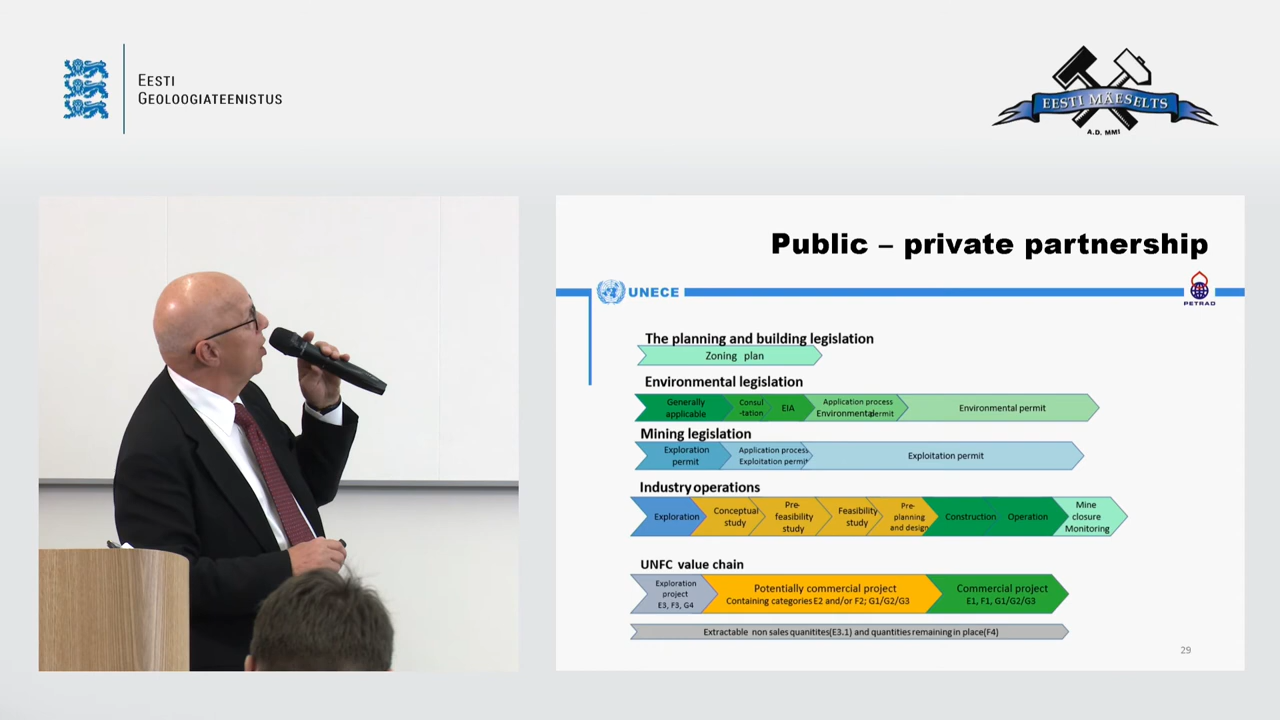 EESTI
GEOLOOGIATEENISTUS
EESTI MÄESELTS
A.D. MMI
Public – private partnership
UNECE
PETRAD
The planning and building legislation
Zoning plan
Environmental legislation
Generally
applicable
Consul
-tation
EIA
Application process
Environmental permit
Environmental permit
Mining legislation
Exploration
permit
Application process
Exploitation permit
Exploitation permit
Industry operations
Exploration
Conceptual
study
Pre-
feasibility
study
Feasibility
study
Pre-
planning
and design
Construction
Operation
Mine
closure
Monitoring
UNFC value chain
Exploration
project
E3, F3, G4
Potentially commercial project
Containing categories E2 and/or F2; G1/G2/G3
Commercial project
E1, F1, G1/G2/G3
Extractable non sales quanitites(E3.1) and quantities remaining in place(F4)
29